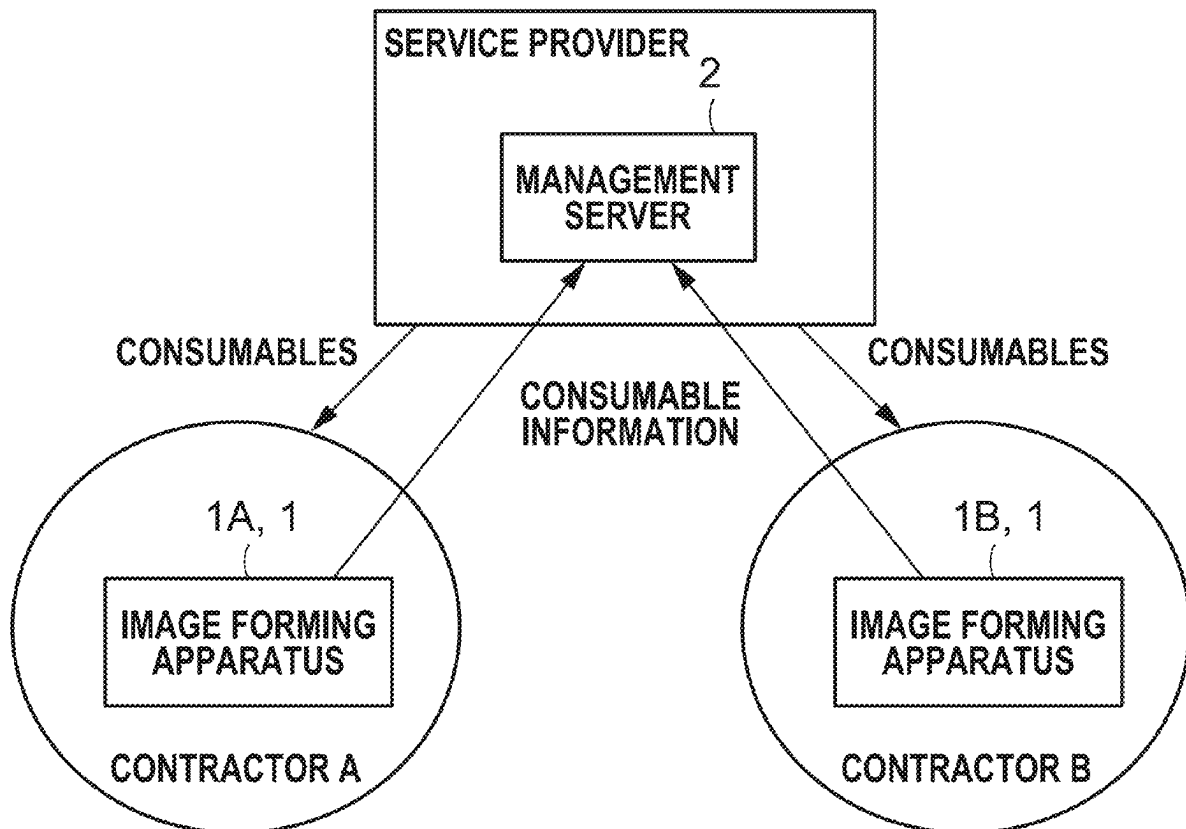 SERVICE PROVIDER
2
MANAGEMENT
SERVER
CONSUMABLES
CONSUMABLES
CONSUMABLE
INFORMATION
1A, 1
1B, 1
IMAGE FORMING
APPARATUS
IMAGE FORMING
APPARATUS
CONTRACTOR A
CONTRACTOR B